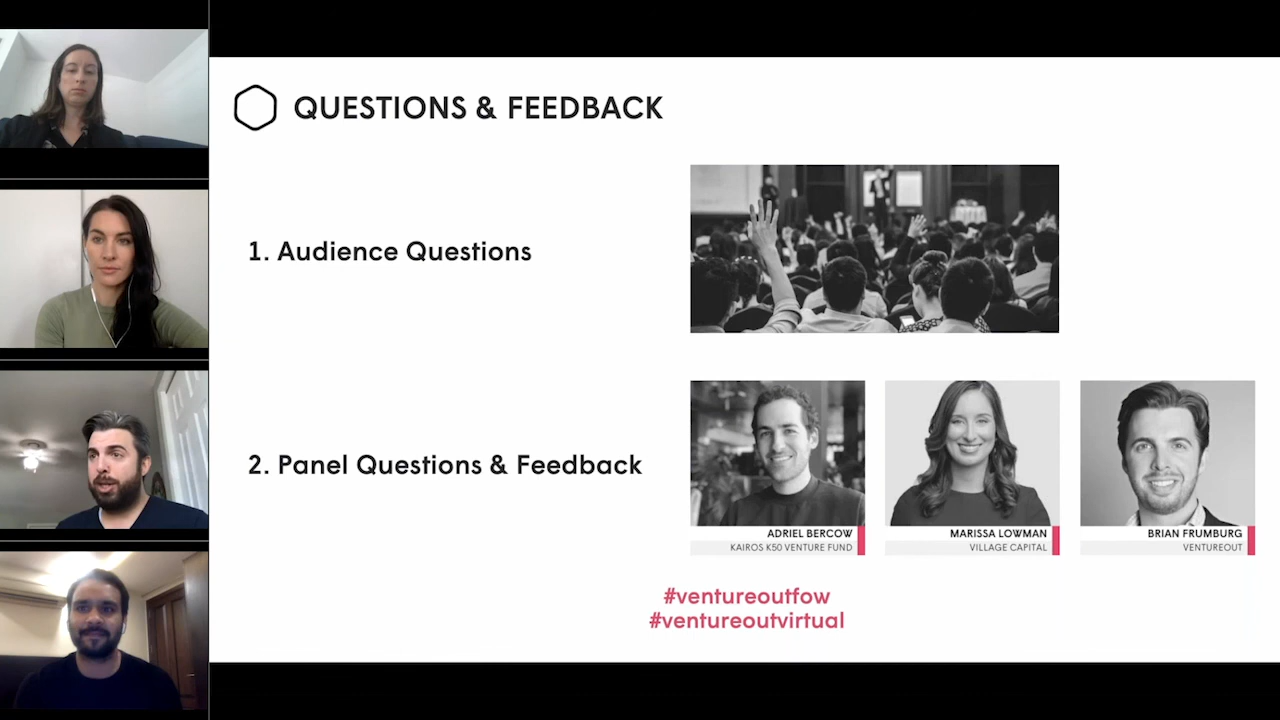 QUESTIONS & FEEDBACK
1. Audience Questions
2. Panel Questions & Feedback
ADRIEL BERCOW
KAIROS K50 VENTURE FUND
MARISSA LOWMAN
VILLAGE CAPITAL
BRIAN FRUMBURG
VENTUREOUT
#ventureoutfow
#ventureoutvirtual